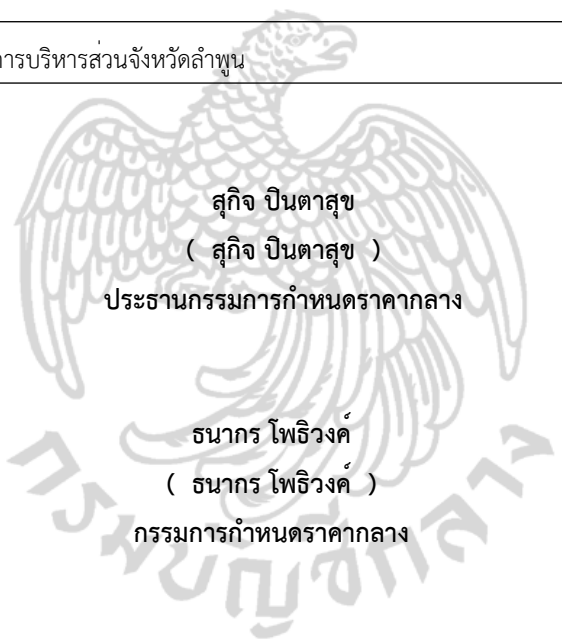 การบริหารส่วนจังหวัดลำพูน
สุกิจ ปินตาสุข
( สุกิจ ปินตาสุข )
ประธานกรรมการกำหนดราคากลาง
ธนากร โพธิวงค์
( ธนากร โพธิวงค์ )
กรรมการกำหนดราคากลาง
กรมบัญชีกลาง